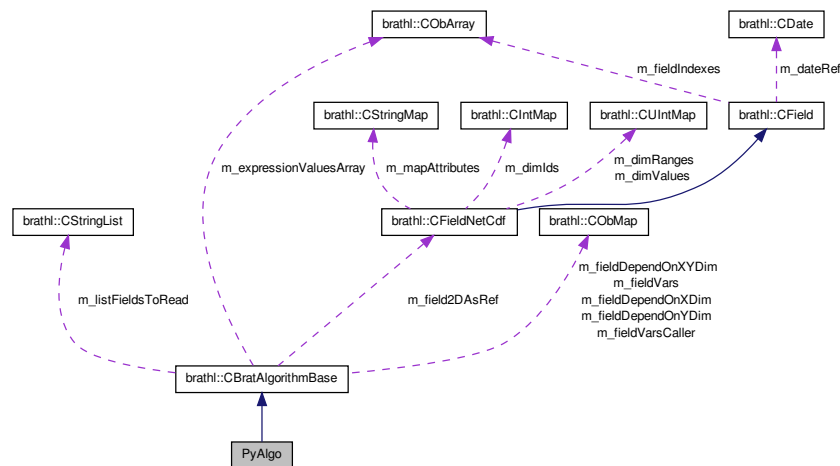 brathl::CObArray
brathl::CDate
m_fieldIndexes
m_dateRef
brathl::CStringMap
brathl::CIntMap
brathl::CUIntMap
brathl::CField
m_expressionValuesArray
m_mapAttributes
m_dimIds
m_dimRanges
m_dimValues
brathl::CStringList
brathl::CFieldNetCdf
brathl::CObMap
m_listFieldsToRead
m_field2DAsRef
m_fieldDependOnXYDim
m_fieldVars
m_fieldDependOnXDim
m_fieldDependOnYDim
m_fieldVarsCaller
brathl::CBratAlgorithmBase
PyAlgo